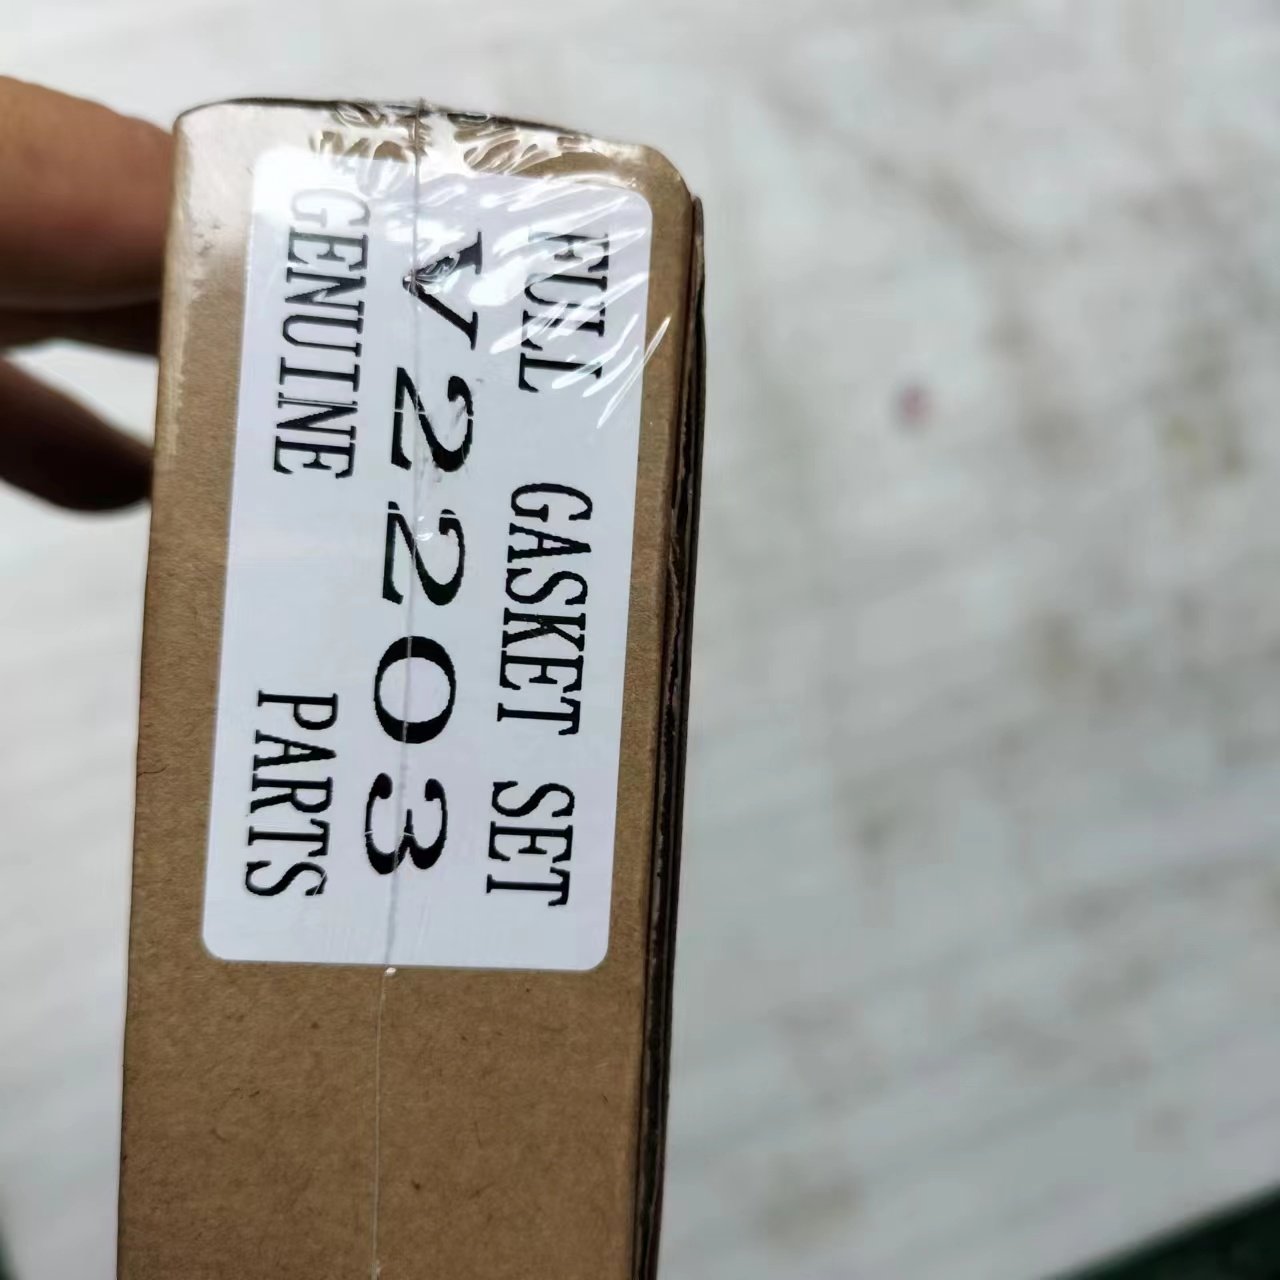 FULL GASKET SET
V2203
GENUINE PARTS